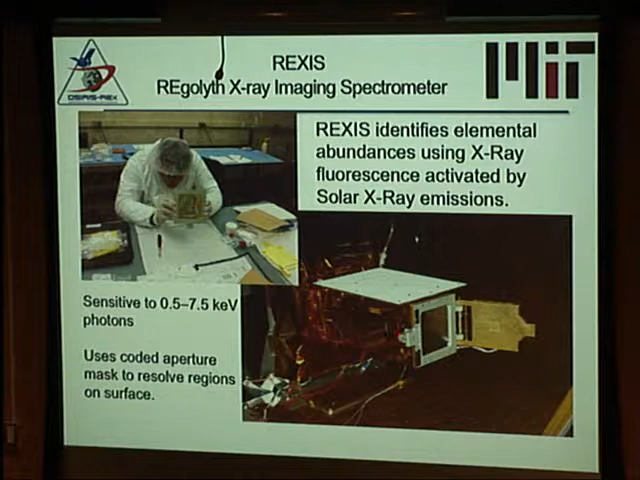 REXIS
REgolyth X-ray Imaging Spectrometer
OSIRIS-REx
MIT
REXIS identifies elemental
abundances using X-Ray
fluorescence activated by
Solar X-Ray emissions.
Sensitive to 0.5–7.5 keV
photons
Uses coded aperture
mask to resolve regions
on surface.